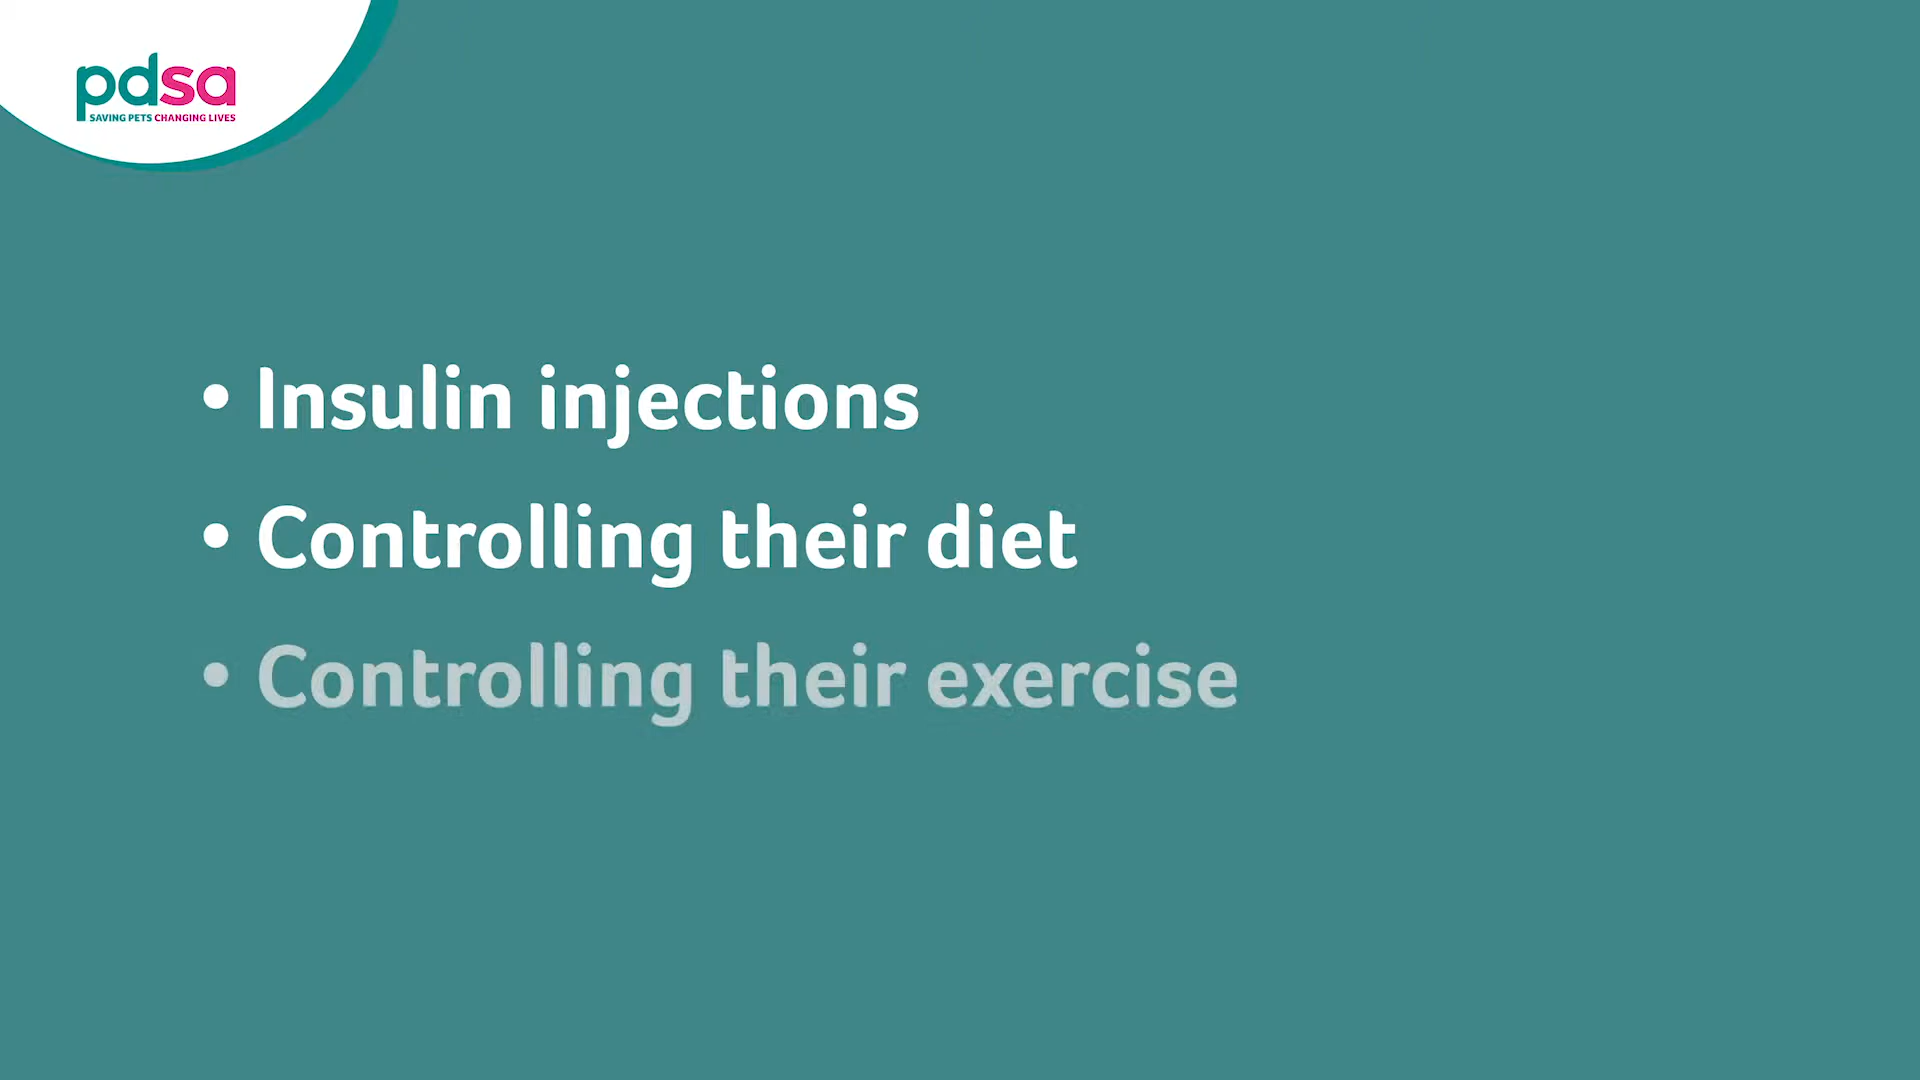 pdsa
SAVING PETS CHANGING LIVES
• Insulin injections
• Controlling their diet
• Controlling their exercise